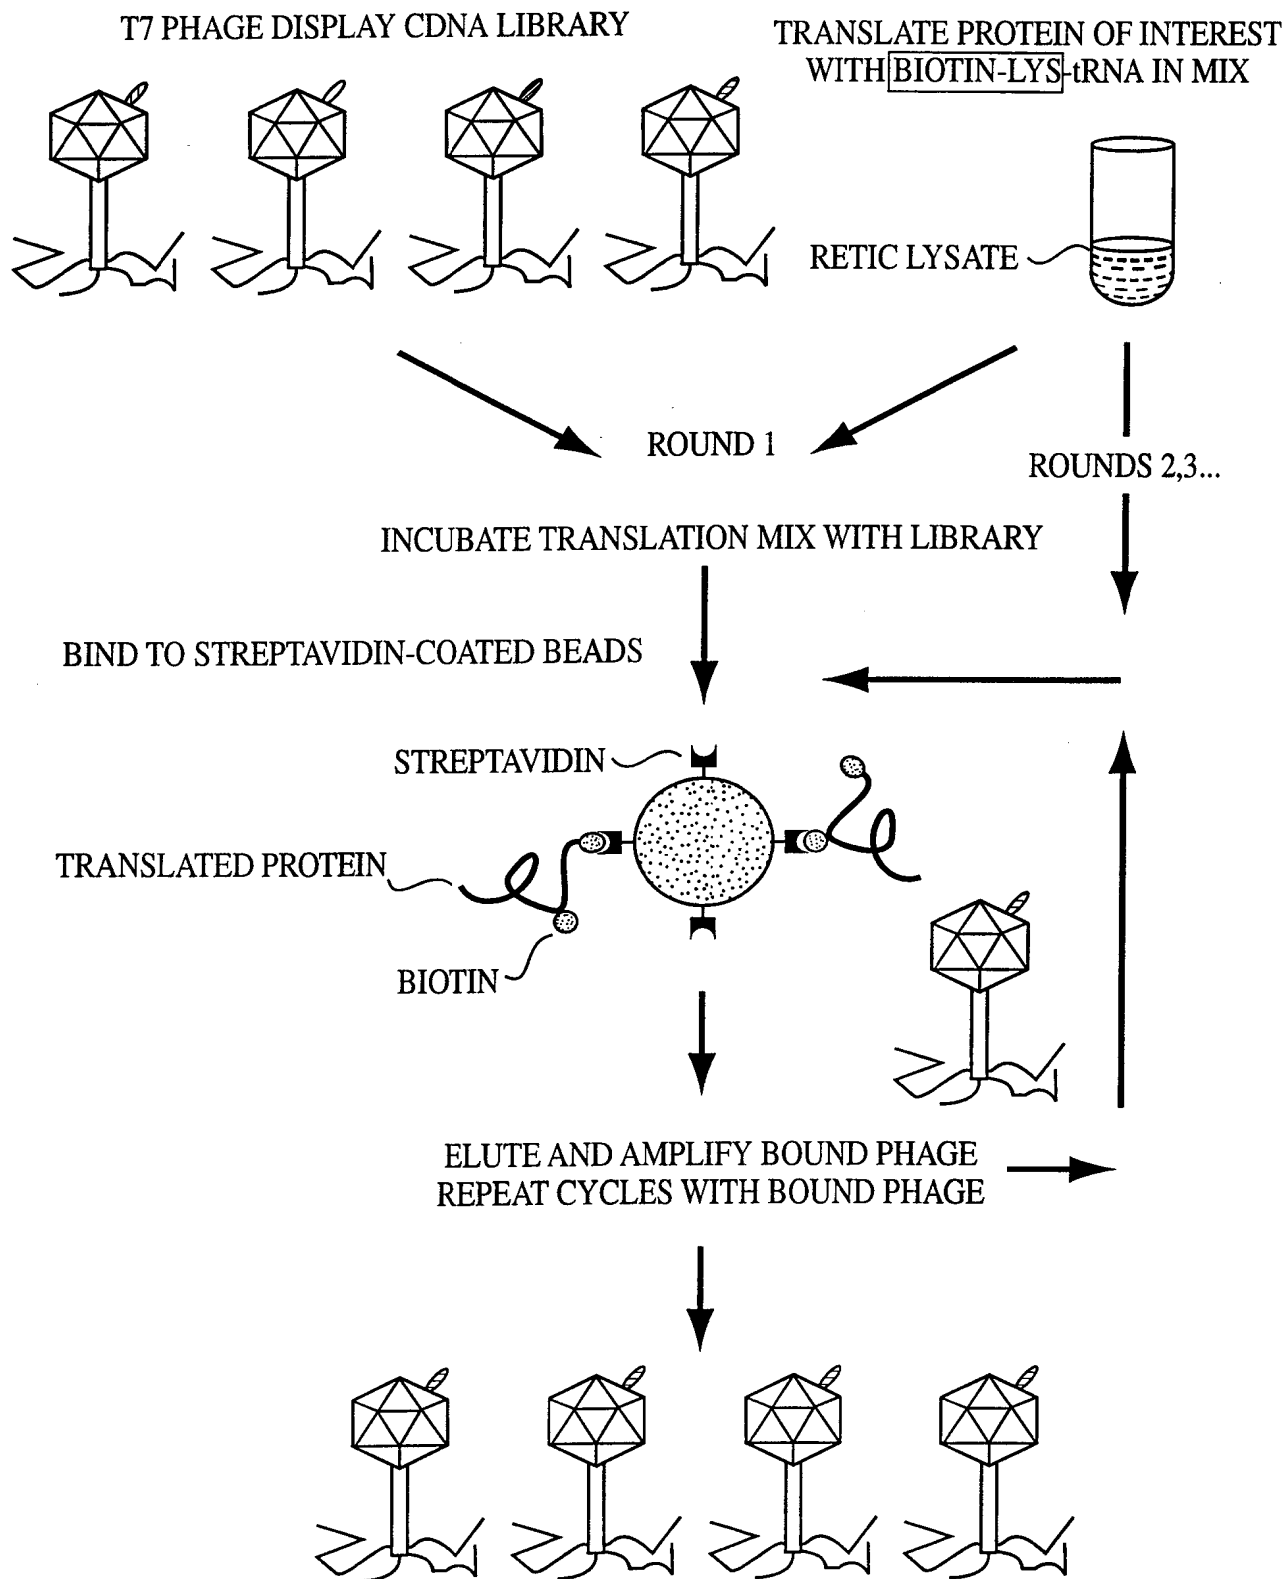 T7 PHAGE DISPLAY CDNA LIBRARY
TRANSLATE PROTEIN OF INTEREST
WITH BIOTIN-LYS-tRNA IN MIX
RETIC LYSATE
ROUND 1
ROUNDS 2,3...
INCUBATE TRANSLATION MIX WITH LIBRARY
BIND TO STREPTAVIDIN-COATED BEADS
STREPTAVIDIN
TRANSLATED PROTEIN
BIOTIN
ELUTE AND AMPLIFY BOUND PHAGE
REPEAT CYCLES WITH BOUND PHAGE